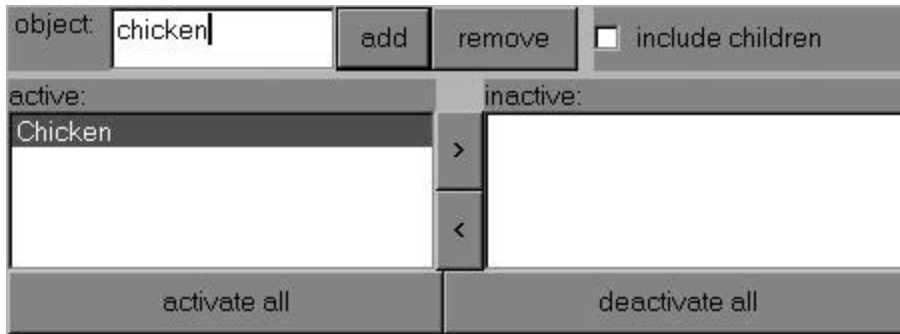 object: chicken add remove include children
active: inactive:
Chicken >
<
activate all deactivate all